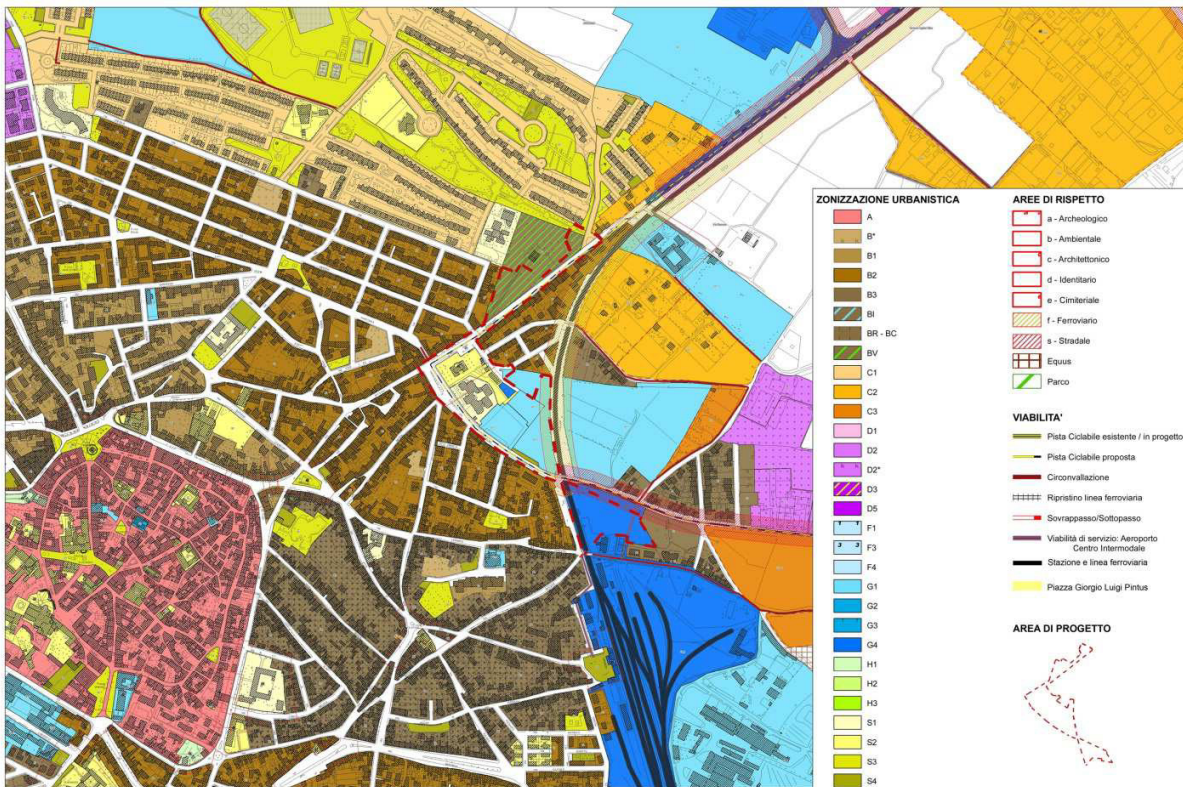 ZONIZZAZIONE URBANISTICA
A
B*
B1
B2
B3
BI
BR - BC
BV
C1
C2
C3
D1
D2
D2*
D3
D5
F1
F3
F4
G1
G2
G3
G4
H1
H2
H3
S1
S2
S3
S4
AREE DI RISPETTO
a - Archeologico
b - Ambientale
c - Architettonico
d - Identitario
e - Cimiteriale
f - Ferroviario
s - Stradale
Equus
Parco
VIABILITA'
Pista Ciclabile esistente / in progetto
Pista Ciclabile proposta
Circonvallazione
Ripristino linea ferroviaria
Sovrappasso/Sottopasso
Viabilità di servizio: Aeroporto
Centro Intermodale
Stazione e linea ferroviaria
Piazza Giorgio Luigi Pintus
AREA DI PROGETTO